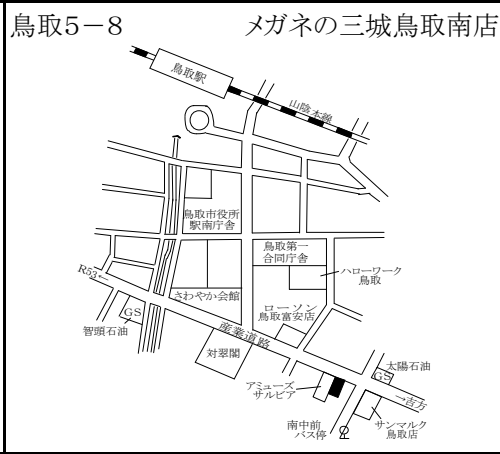 鳥取5－8　メガネの三城鳥取南店
鳥取駅
山陰本線
鳥取市役所
駅南庁舎
鳥取第一
合同庁舎
ハローワーク
鳥取
R53←
さわやか会館
ローソン
鳥取富安店
GS
智頭石油
産業道路
対翠閣
太陽石油
GS
アミューズ
サルビア
→吉方
南中前
バス停
サンマルク
鳥取店